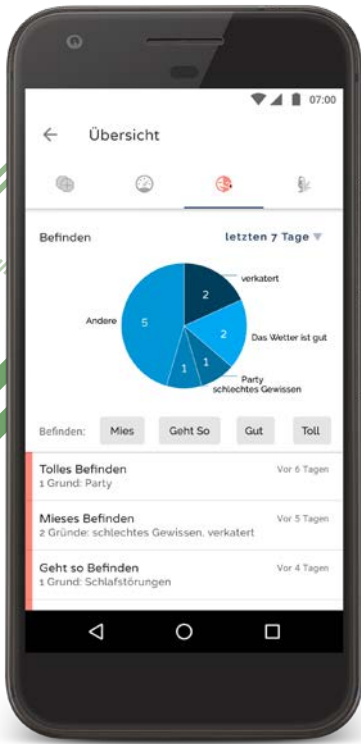 07:00
Übersicht
Befinden letzten 7 Tage
verkatert
2
Andere 5
2 Das Wetter ist gut
1 1
Party
schlechtes Gewissen
Befinden: Mies Geht So Gut Toll
Tolles Befinden Vor 6 Tagen
1 Grund: Party
Mieses Befinden Vor 5 Tagen
2 Gründe: schlechtes Gewissen, verkatert
Geht so Befinden Vor 4 Tagen
1 Grund: Schlafstörungen